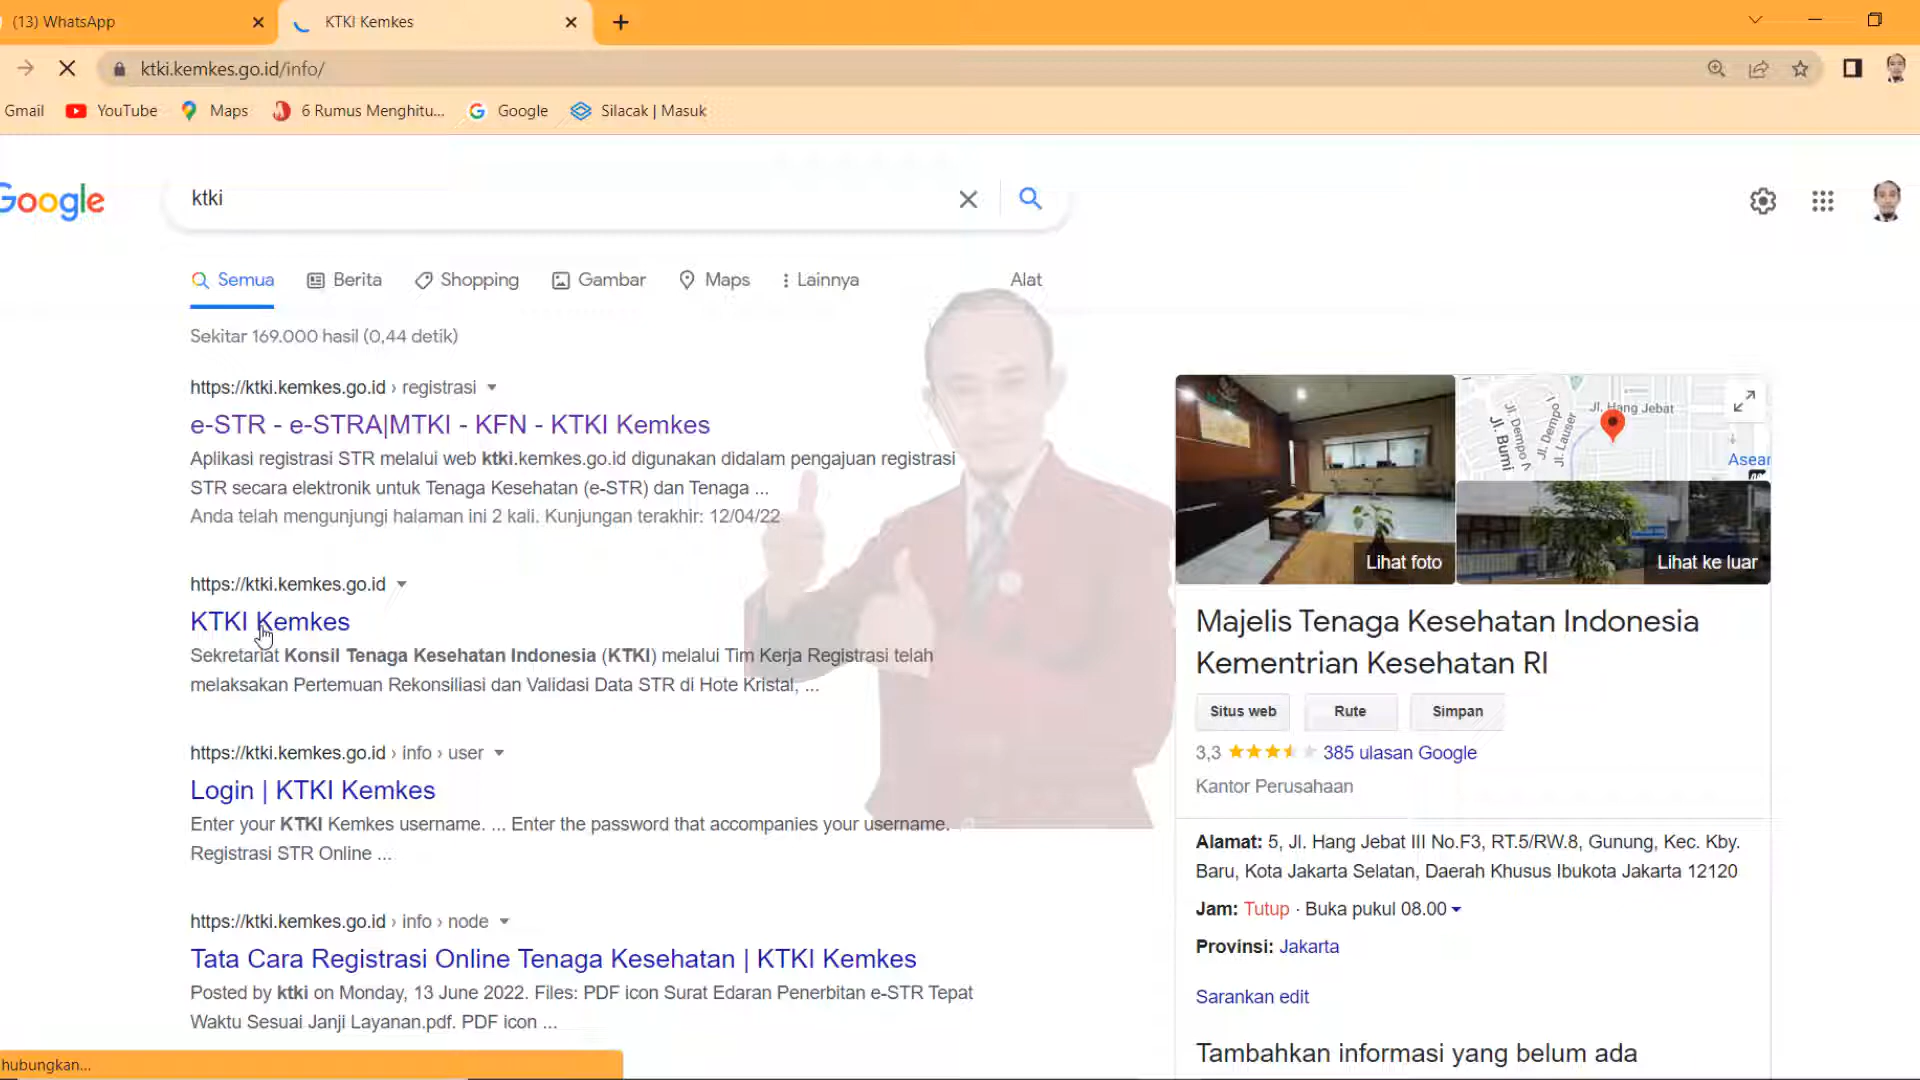 (13) WhatsApp
KTKI Kemkes
ktki.kemkes.go.id/info/
Gmail
YouTube
Maps
6 Rumus Menghitu...
Google
Silacak | Masuk
Google
ktki
Semua
Berita
Shopping
Gambar
Maps
Lainnya
Alat
Sekitar 169.000 hasil (0,44 detik)
https://ktki.kemkes.go.id › registrasi
e-STR - e-STRA|MTKI - KFN - KTKI Kemkes
Aplikasi registrasi STR melalui web ktki.kemkes.go.id digunakan didalam pengajuan registrasi
STR secara elektronik untuk Tenaga Kesehatan (e-STR) dan Tenaga ...
Anda telah mengunjungi halaman ini 2 kali. Kunjungan terakhir: 12/04/22
https://ktki.kemkes.go.id
KTKI Kemkes
Sekretariat Konsil Tenaga Kesehatan Indonesia (KTKI) melalui Tim Kerja Registrasi telah
melaksakan Pertemuan Rekonsiliasi dan Validasi Data STR di Hote Kristal, ...
https://ktki.kemkes.go.id › info › user
Login | KTKI Kemkes
Enter your KTKI Kemkes username. ... Enter the password that accompanies your username.
Registrasi STR Online ...
https://ktki.kemkes.go.id › info › node
Tata Cara Registrasi Online Tenaga Kesehatan | KTKI Kemkes
Posted by ktki on Monday, 13 June 2022. Files: PDF icon Surat Edaran Penerbitan e-STR Tepat
Waktu Sesuai Janji Layanan.pdf. PDF icon ...
hubungkan...
Lihat foto
Jl. Hang Jebat
Jl. Dempo I
Jl. Lauser
Jl. Dempo
Jl. Bumi
Asean
Lihat ke luar
Majelis Tenaga Kesehatan Indonesia
Kementrian Kesehatan RI
Situs web
Rute
Simpan
3,3
385 ulasan Google
Kantor Perusahaan
Alamat: 5, Jl. Hang Jebat III No.F3, RT.5/RW.8, Gunung, Kec. Kby.
Baru, Kota Jakarta Selatan, Daerah Khusus Ibukota Jakarta 12120
Jam: Tutup · Buka pukul 08.00
Provinsi: Jakarta
Sarankan edit
Tambahkan informasi yang belum ada